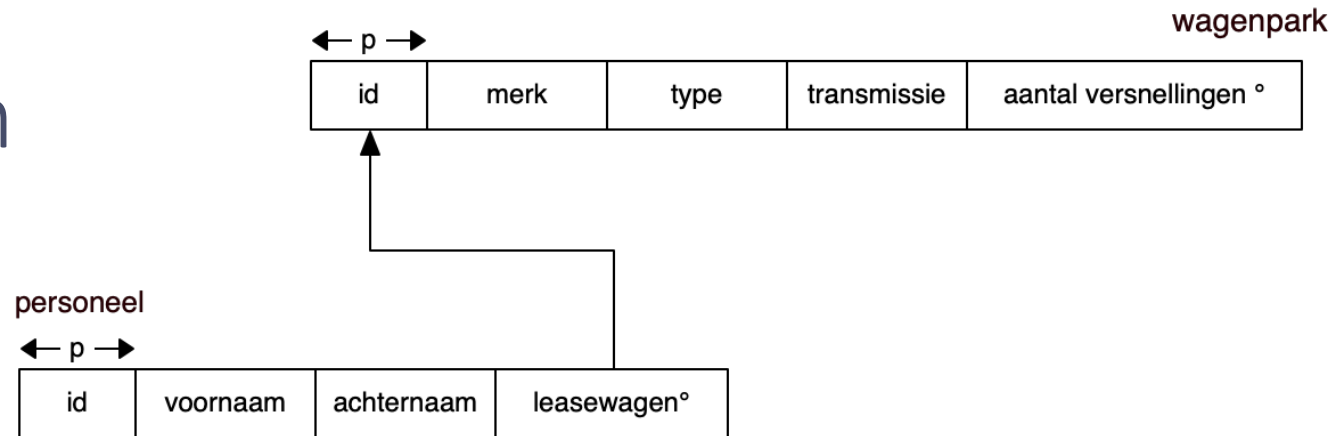 wagenpark
p
id merk type transmissie aantal versnellingen °
personeel
p
id voornaam achternaam leasewagen°